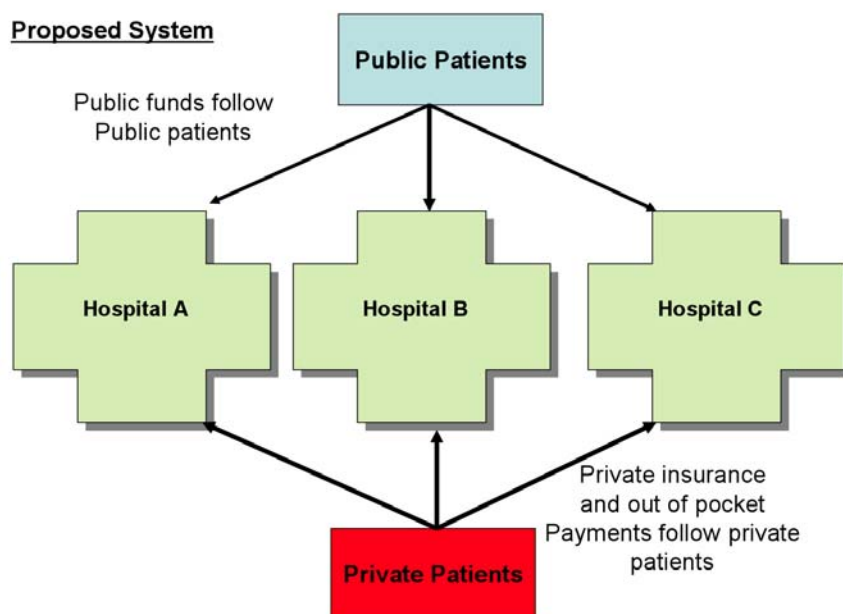 Proposed System
Public Patients
Public funds follow
Public patients
Hospital A
Hospital B
Hospital C
Private insurance
and out of pocket
Payments follow private
patients
Private Patients